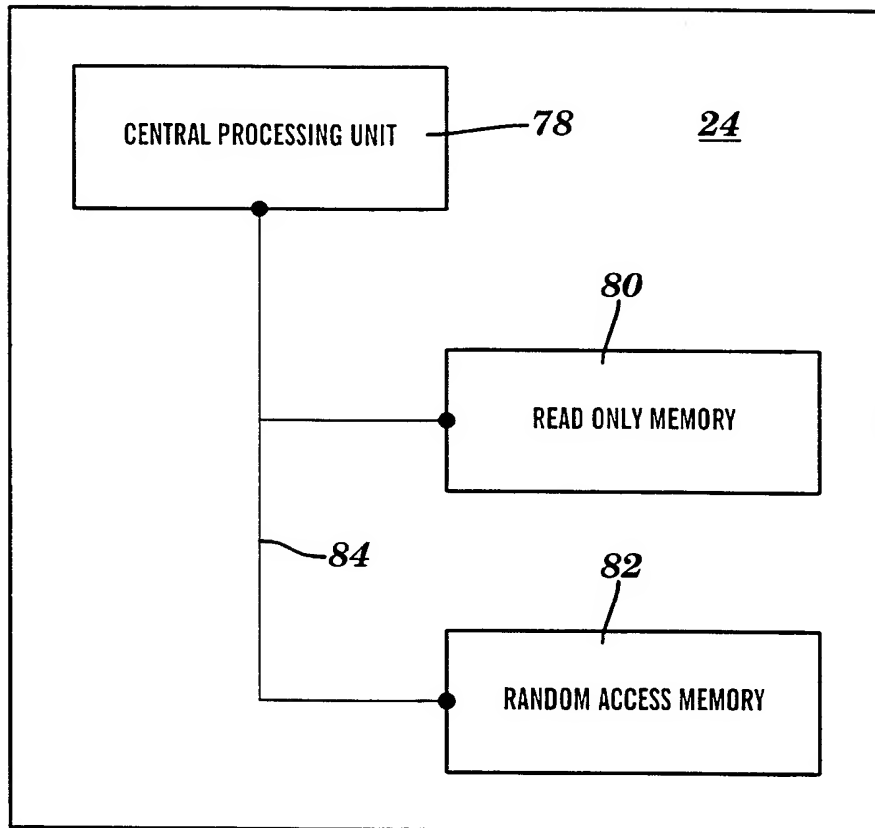 CENTRAL PROCESSING UNIT
78
24
80
READ ONLY MEMORY
84
82
RANDOM ACCESS MEMORY